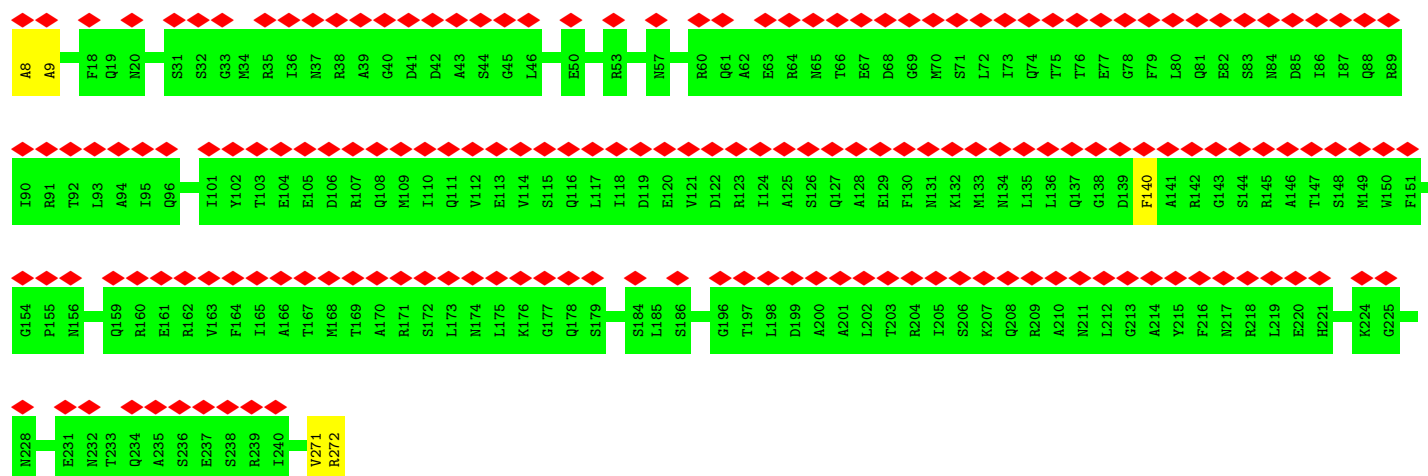 A8 A9 F18 Q19 N20 S31 S32 G33 M34 R35 I36 N37 R38 A39 G40 D41 D42 A43 S44 G45 L46 E50 R53 N57 R60 Q61 A62 E63 R64 N65 T66 E67 D68 G69 M70 S71 L72 I73 Q74 T75 T76 E77 G78 F79 L80 Q81 E82 S83 N84 D85 I86 I87 Q88 R89
I90 R91 T92 L93 A94 I95 Q96 I101 Y102 T103 E104 E105 D106 R107 Q108 M109 I110 Q111 V112 E113 V114 S115 Q116 L117 I118 D119 E120 V121 D122 R123 I124 A125 S126 Q127 A128 E129 F130 N131 K132 M133 N134 L135 L136 Q137 G138 D139 F140 A141 R142 G143 S144 R145 A146 T147 S148 M149 W150 F151
G154 P155 N156 Q159 R160 E161 R162 V163 F164 I165 A166 T167 M168 T169 A170 R171 S172 L173 N174 L175 K176 G177 Q178 S179 S184 L185 S186 G196 T197 L198 D199 A200 A201 L202 T203 R204 I205 S206 K207 Q208 R209 A210 N211 L212 G213 A214 Y215 F216 N217 R218 L219 E220 H221 K224 G225
N228 E231 N232 T233 Q234 A235 S236 E237 S238 R239 I240 V271 R272